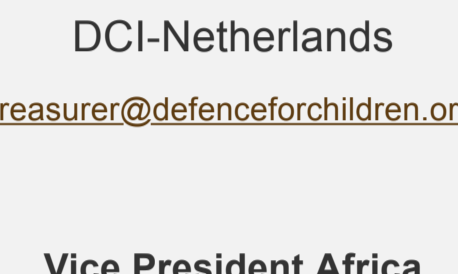 DCI-Netherlands
reasurer@defenceforchildren.or
Vice President Africa